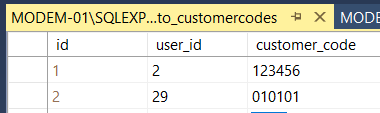 MODEM-01\SQLEXP...to_customercodes MODE
id user_id customer_code
1 2 123456
2 29 010101